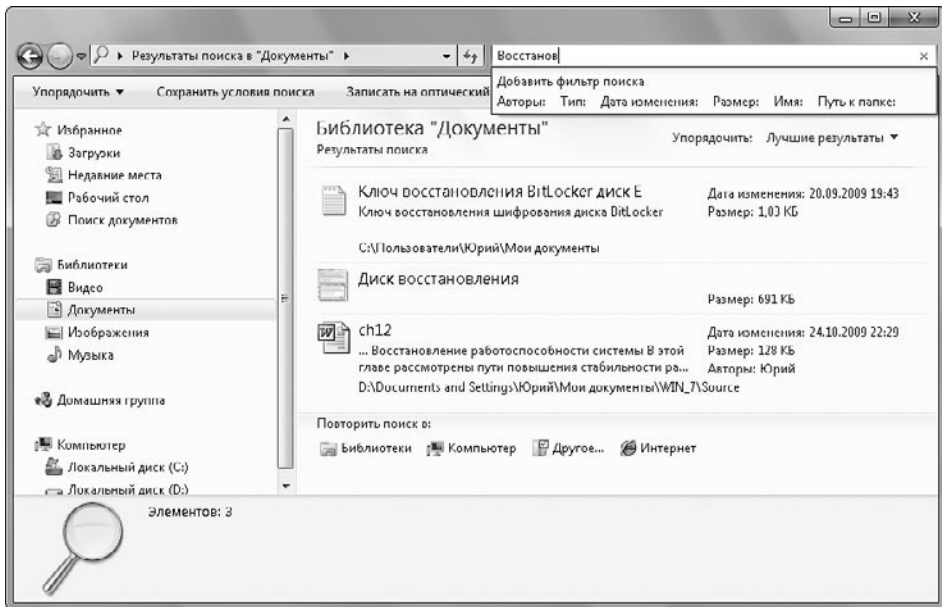 Результаты поиска в "Документы"
Восстанов
Добавить фильтр поиска
Авторы: Тип: Дата изменения: Размер: Имя: Путь к папке:
Упорядочить Сохранить условия поиска Записать на оптический
Избранное
Загрузки
Недавние места
Рабочий стол
Поиск документов
Библиотеки
Видео
Документы
Изображения
Музыка
Домашняя группа
Компьютер
Локальный диск (C:)
Локальный диск (D:)
Библиотека "Документы"
Результаты поиска
Упорядочить: Лучшие результаты
Ключ восстановления BitLocker диск E
Дата изменения: 20.09.2009 19:43
Ключ восстановления шифрования диска BitLocker
Размер: 1,03 КБ
C:\Пользователи\Юрий\Мои документы
Диск восстановления
Размер: 691 КБ
ch12
Дата изменения: 24.10.2009 22:29
... Восстановление работоспособности системы В этой
Размер: 128 КБ
главе рассмотрены пути повышения стабильности ра...
Авторы: Юрий
D:\Documents and Settings\Юрий\Мои документы\WIN_7\Source
Повторить поиск в:
Библиотеки Компьютер Другое... Интернет
Элементов: 3